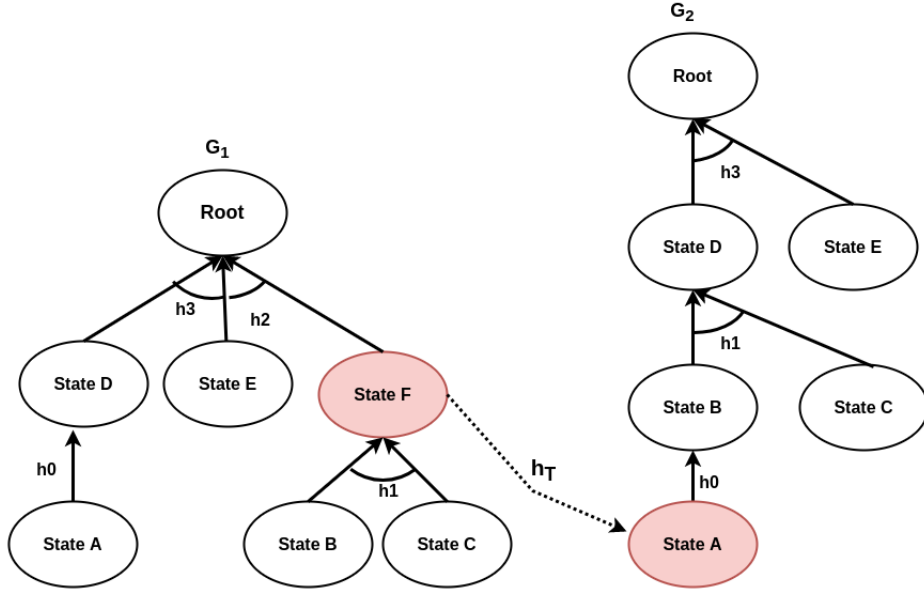 G1
Root
h3
h2
State D
State E
State F
h0
h1
State A
State B
State C
hT
G2
Root
h3
State D
State E
h1
State B
State C
h0
State A